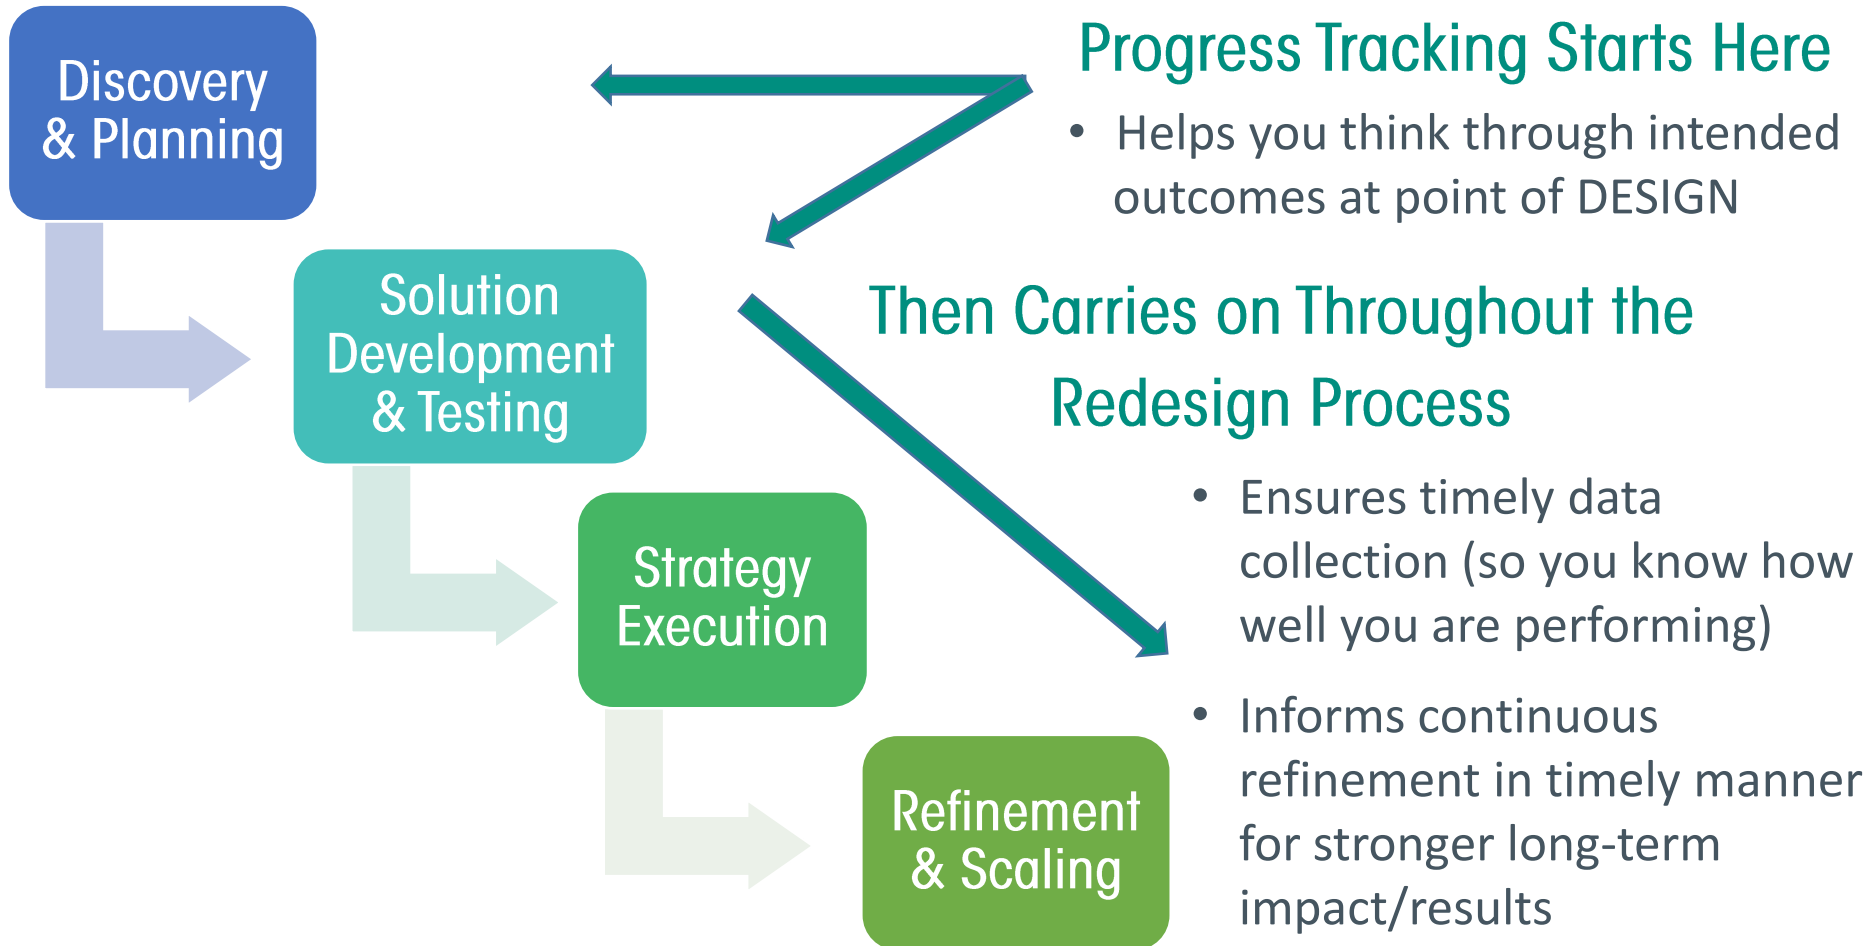 Discovery
& Planning
Solution
Development
& Testing
Strategy
Execution
Refinement
& Scaling
Progress Tracking Starts Here
• Helps you think through intended
outcomes at point of DESIGN
Then Carries on Throughout the
Redesign Process
• Ensures timely data
collection (so you know how
well you are performing)
• Informs continuous
refinement in timely manner
for stronger long-term
impact/results